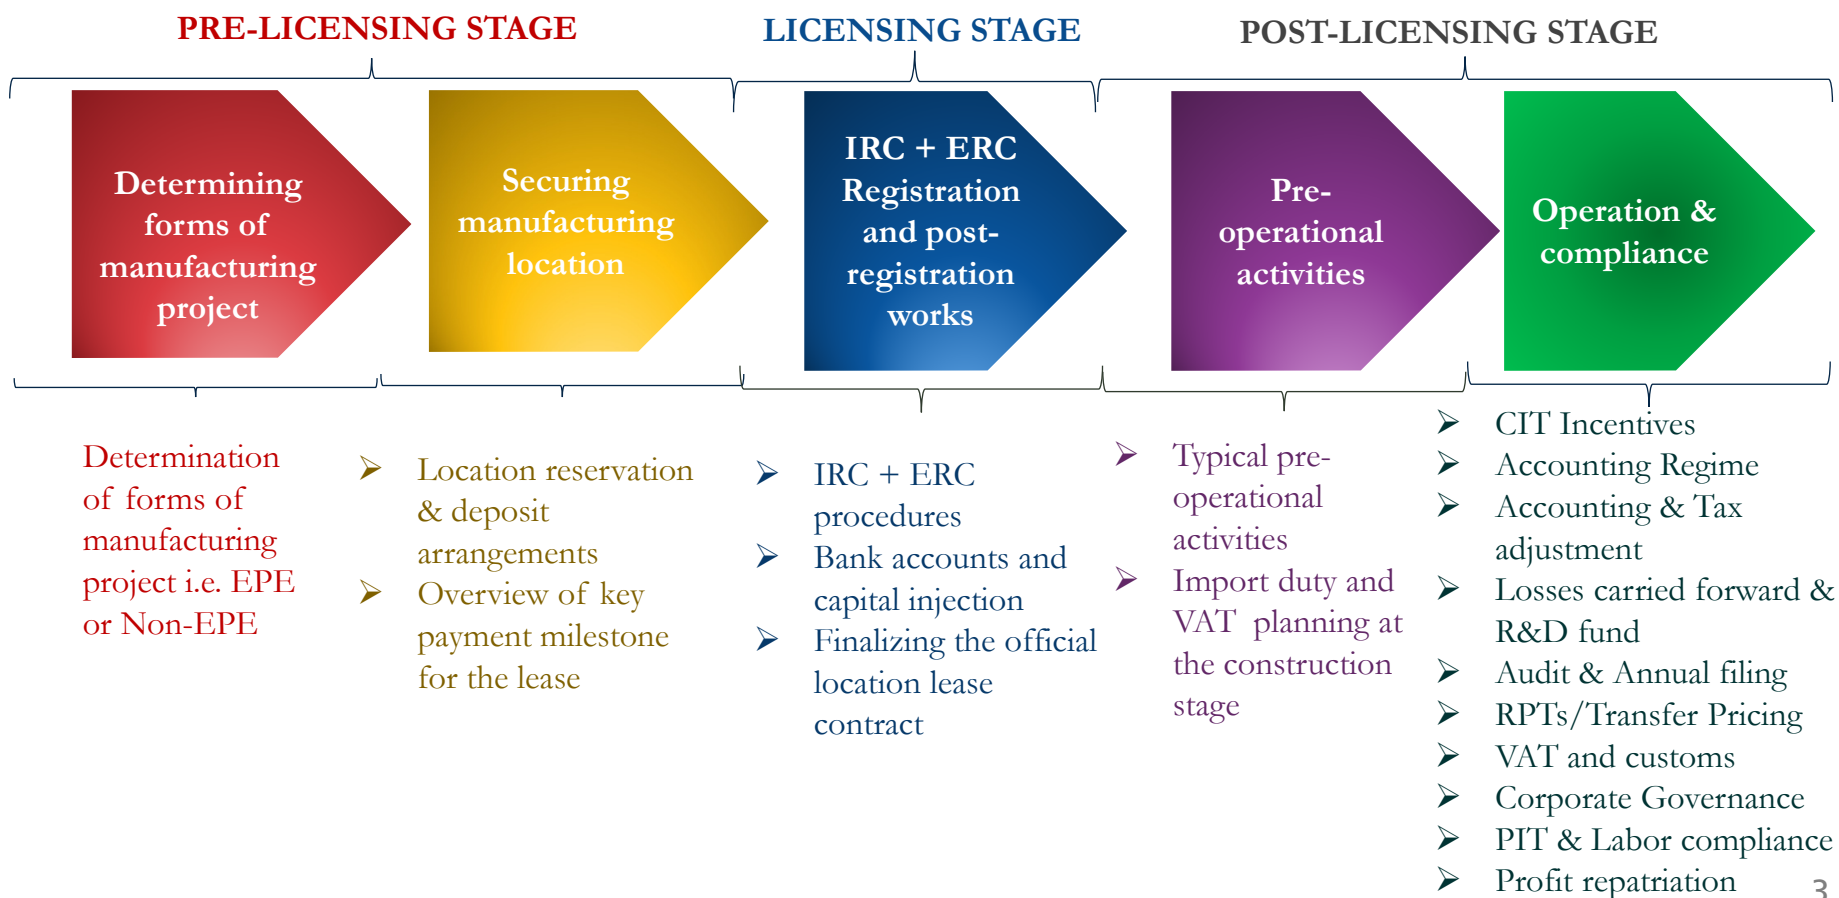 PRE-LICENSING STAGE
LICENSING STAGE
POST-LICENSING STAGE
Determining
forms of
manufacturing
project
Securing
manufacturing
location
IRC + ERC
Registration
and post-
registration
works
Pre-
operational
activities
Operation &
compliance
Determination
of forms of
manufacturing
project i.e. EPE
or Non-EPE
➢ Location reservation
& deposit
arrangements
➢ Overview of key
payment milestone
for the lease
➢ IRC + ERC
procedures
➢ Bank accounts and
capital injection
➢ Finalizing the official
location lease
contract
➢ Typical pre-
operational
activities
➢ Import duty and
VAT planning at
the construction
stage
➢ CIT Incentives
➢ Accounting Regime
➢ Accounting & Tax
adjustment
➢ Losses carried forward &
R&D fund
➢ Audit & Annual filing
➢ RPTs/Transfer Pricing
➢ VAT and customs
➢ Corporate Governance
➢ PIT & Labor compliance
➢ Profit repatriation
3